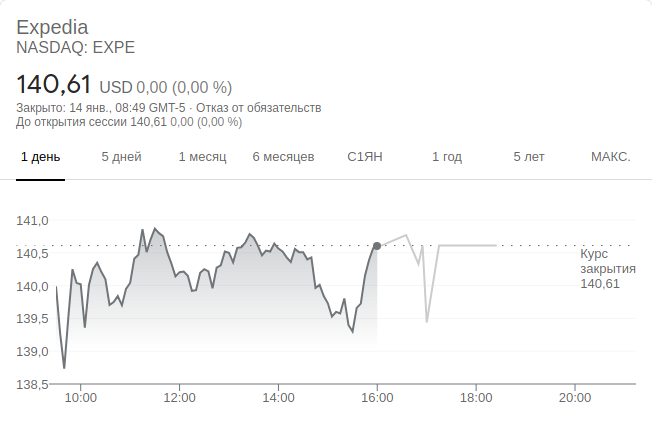 Expedia
NASDAQ: EXPE
140,61 USD 0,00 (0,00 %)
Закрыто: 14 янв., 08:49 GMT-5 · Отказ от обязательств
До открытия сессии 140,61 0,00 (0,00 %)
1 день 5 дней 1 месяц 6 месяцев С1ЯН 1 год 5 лет МАКС.
141,0
140,5
140,0
139,5
139,0
138,5
Курс
закрытия
140,61
10:00 12:00 14:00 16:00 18:00 20:00